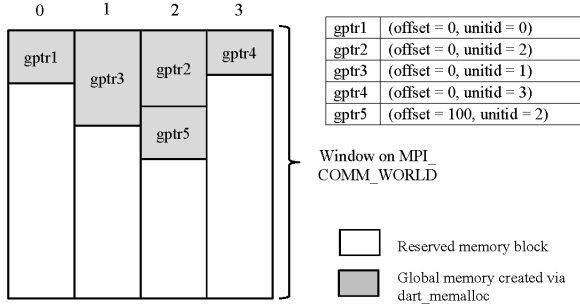 0 1 2 3
gptr1 gptr3 gptr2 gptr4
gptr5
gptr1 (offset = 0, unitid = 0)
gptr2 (offset = 0, unitid = 2)
gptr3 (offset = 0, unitid = 1)
gptr4 (offset = 0, unitid = 3)
gptr5 (offset = 100, unitid = 2)
Window on MPI_
COMM_WORLD
Reserved memory block
Global memory created via
dart_memalloc